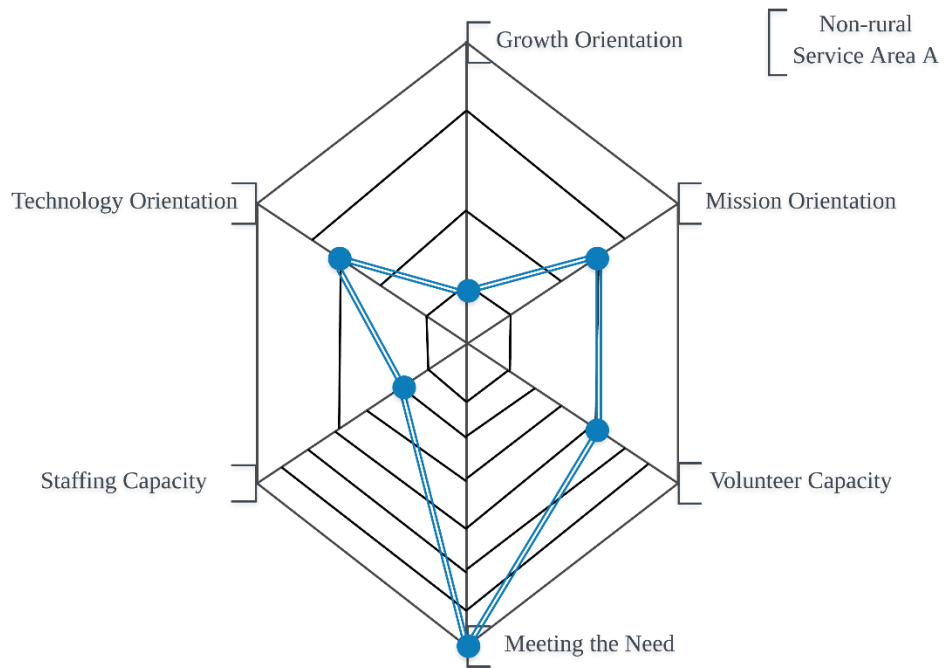 Growth Orientation
Non-rural
Service Area A
Technology Orientation
Mission Orientation
Staffing Capacity
Volunteer Capacity
Meeting the Need